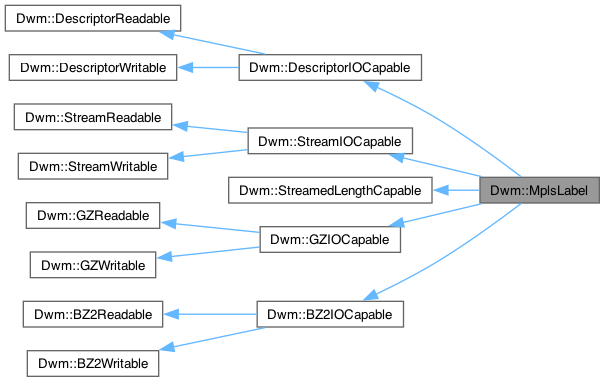 Dwm::DescriptorReadable
Dwm::DescriptorWritable
Dwm::DescriptorIOCapable
Dwm::StreamReadable
Dwm::StreamIOCapable
Dwm::StreamWritable
Dwm::StreamedLengthCapable
Dwm::MplsLabel
Dwm::GZReadable
Dwm::GZIOCapable
Dwm::GZWritable
Dwm::BZ2Readable
Dwm::BZ2IOCapable
Dwm::BZ2Writable